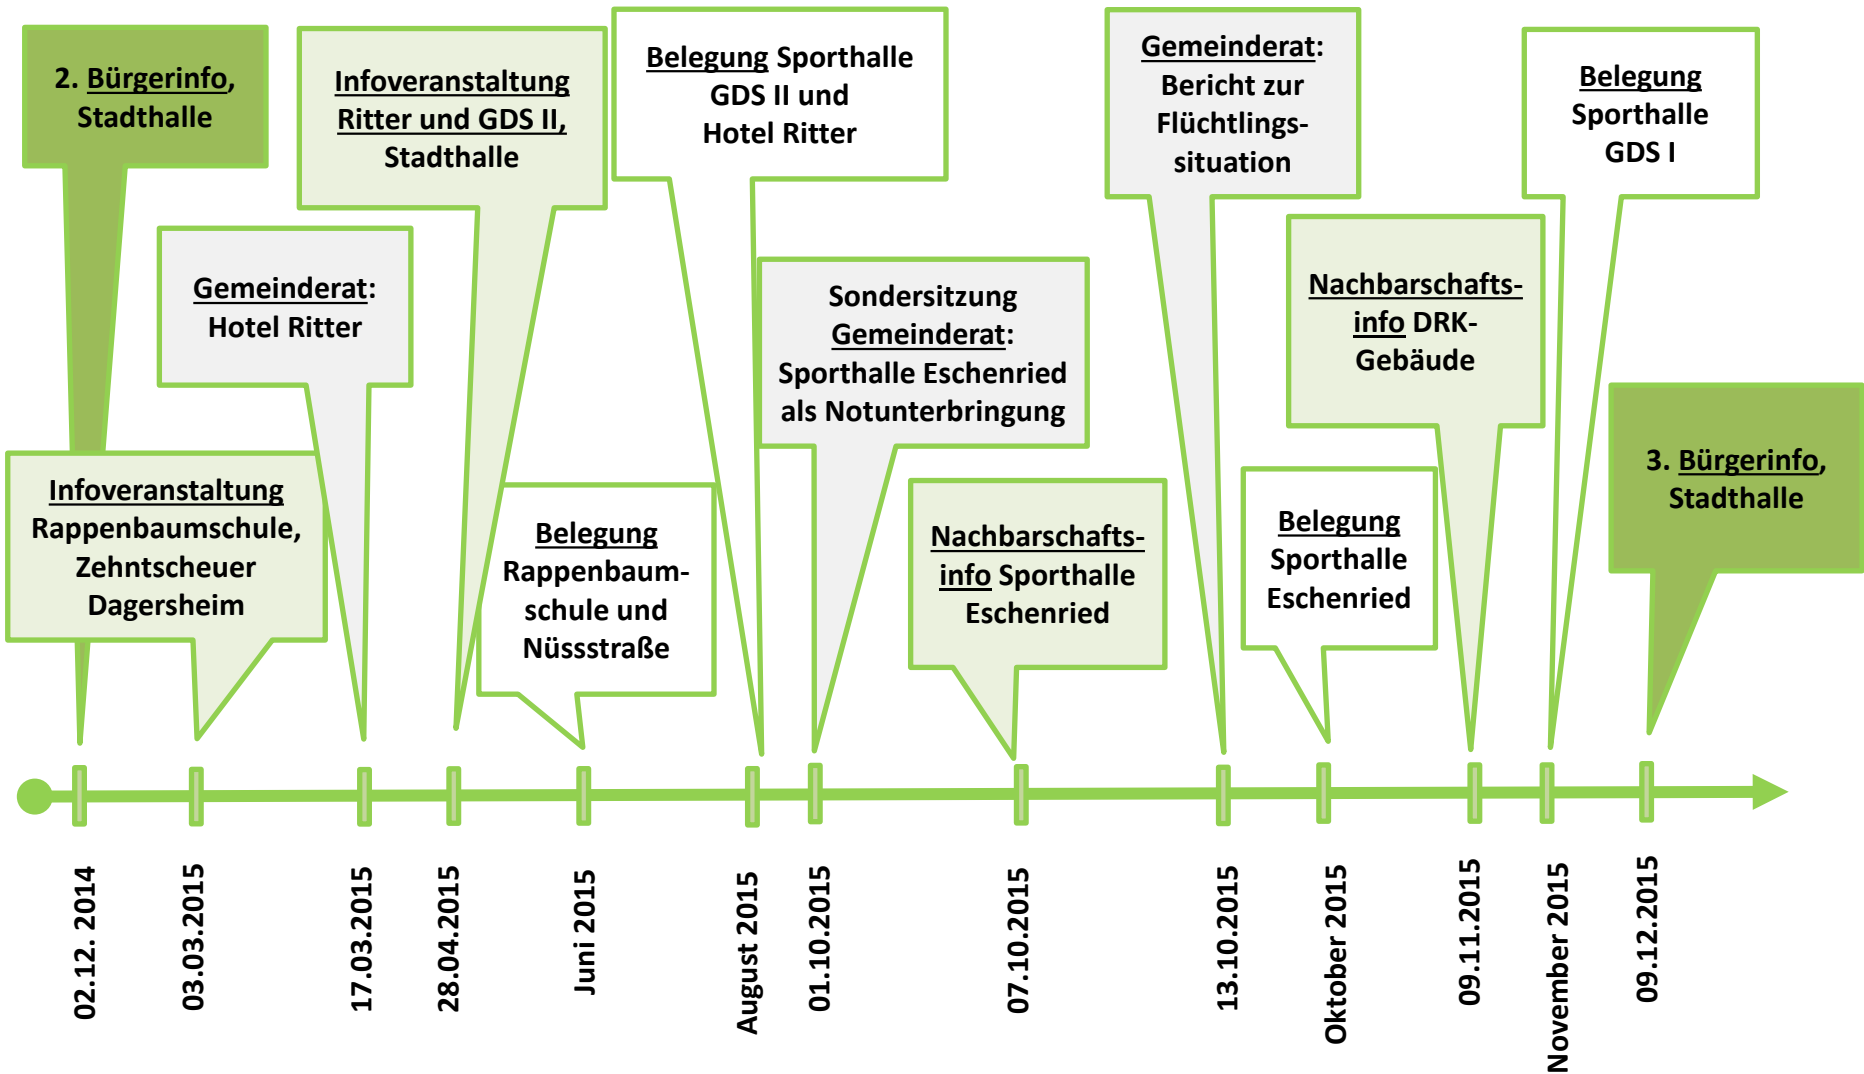 2. Bürgerinfo,
Stadthalle
Infoveranstaltung
Rappenbaumschule,
Zehntscheuer
Dagersheim
Gemeinderat:
Hotel Ritter
Infoveranstaltung
Ritter und GDS II,
Stadthalle
Belegung
Rappenbaum-
schule und
Nüssstraße
Belegung Sporthalle
GDS II und
Hotel Ritter
Sondersitzung
Gemeinderat:
Sporthalle Eschenried
als Notunterbringung
Nachbarschafts-
info Sporthalle
Eschenried
Gemeinderat:
Bericht zur
Flüchtlings-
situation
Belegung
Sporthalle
Eschenried
Nachbarschafts-
info DRK-
Gebäude
Belegung
Sporthalle
GDS I
3. Bürgerinfo,
Stadthalle
02.12. 2014
03.03.2015
17.03.2015
28.04.2015
Juni 2015
August 2015
01.10.2015
07.10.2015
13.10.2015
Oktober 2015
09.11.2015
November 2015
09.12.2015